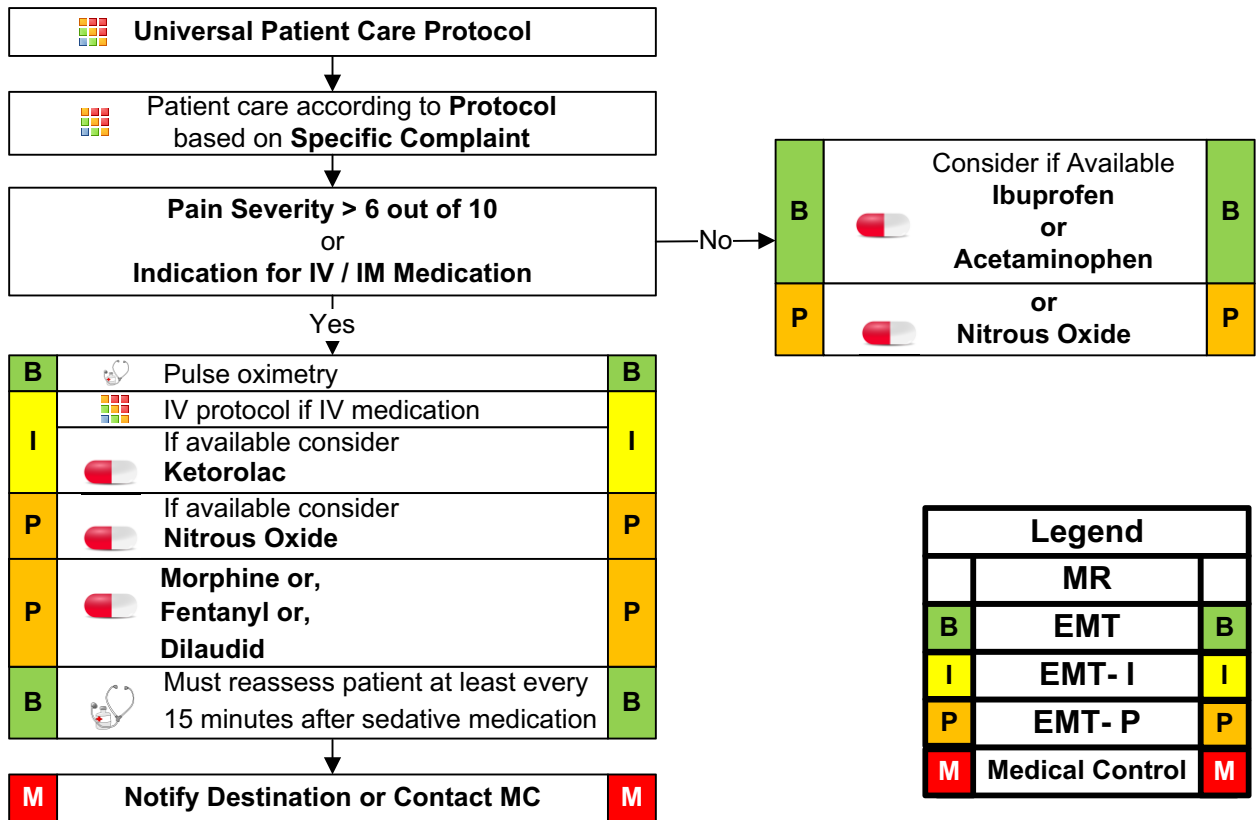 Universal Patient Care Protocol
Patient care according to Protocol
based on Specific Complaint
Pain Severity > 6 out of 10
or
Indication for IV / IM Medication
No
B
Consider if Available
Ibuprofen
or
Acetaminophen
B
P
or
Nitrous Oxide
P
Yes
B Pulse oximetry B
I
IV protocol if IV medication
If available consider
Ketorolac
I
P
If available consider
Nitrous Oxide
P
P
Morphine or,
Fentanyl or,
Dilaudid
P
B
Must reassess patient at least every
15 minutes after sedative medication
B
M Notify Destination or Contact MC M
Legend
MR
B EMT B
I EMT- I I
P EMT- P P
M Medical Control M